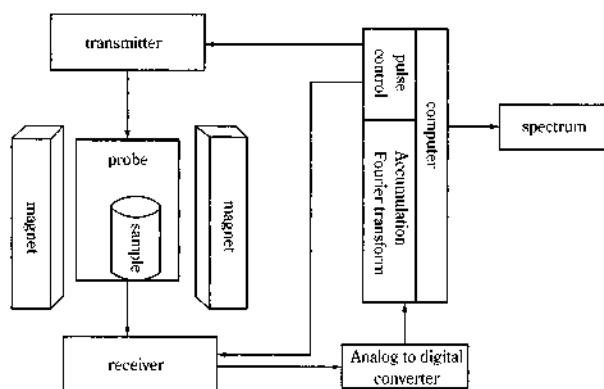 transmitter
pulse
control
computer
spectrum
probe
sample
magnet
magnet
Accumulation
Fourier transform
receiver
Analog to digital
converter